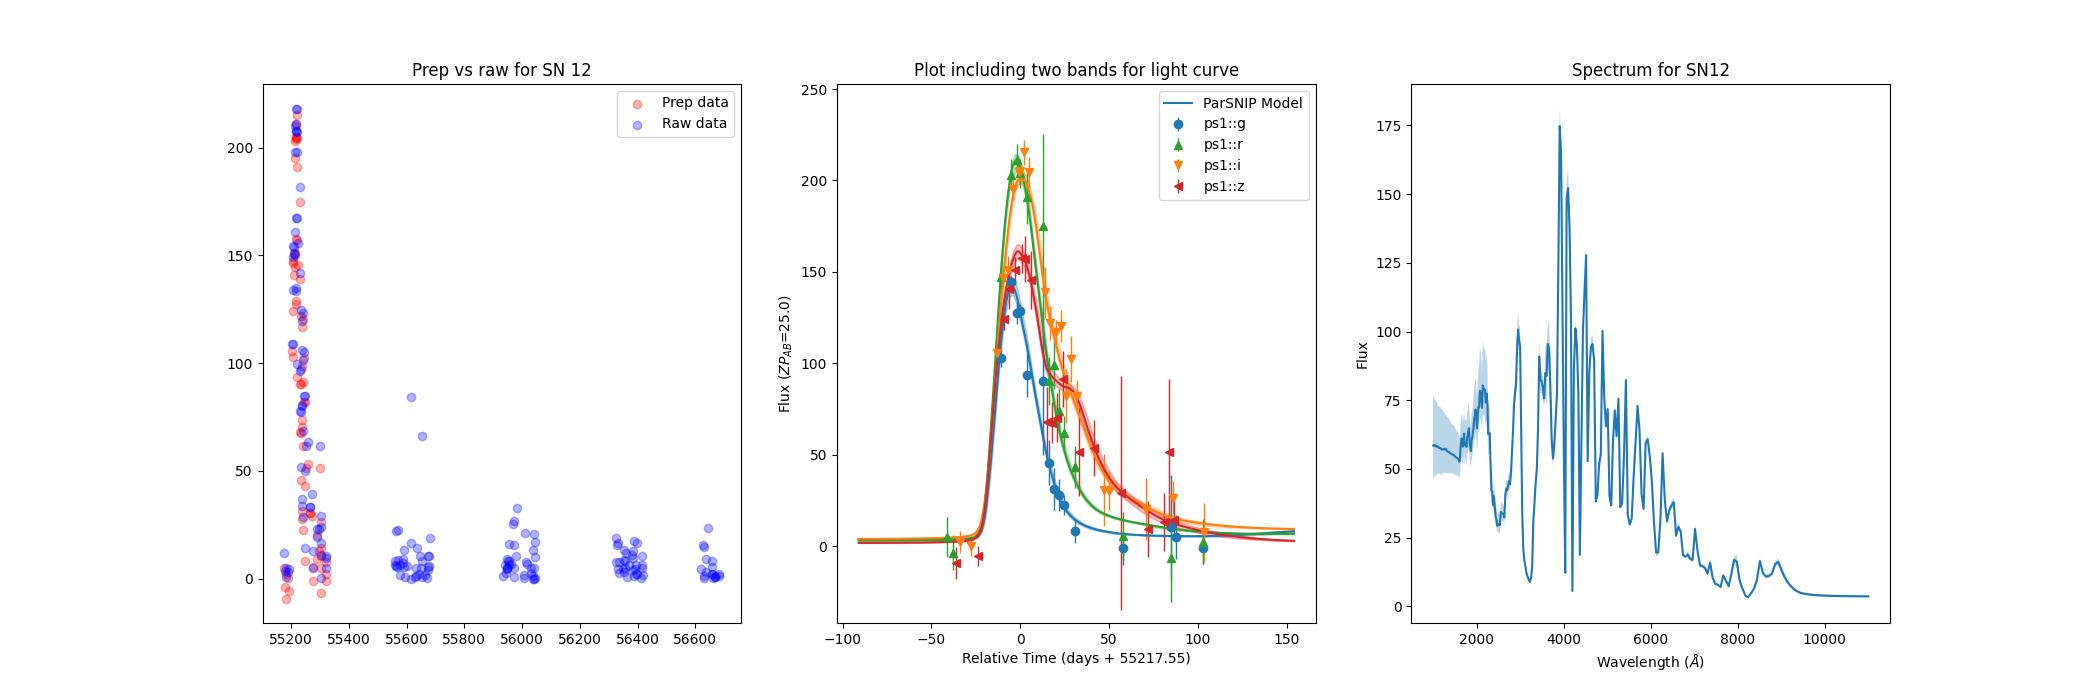 Prep vs raw for SN 12
Prep data
Raw data
200
150
100
50
0
55200 55400 55600 55800 56000 56200 56400 56600
Plot including two bands for light curve
ParSNIP Model
ps1::g
ps1::r
ps1::i
ps1::z
Flux (ZP_AB=25.0)
250
200
150
100
50
0
−100 −50 0 50 100 150
Relative Time (days + 55217.55)
Spectrum for SN12
Flux
175
150
125
100
75
50
25
0
2000 4000 6000 8000 10000
Wavelength (Å)